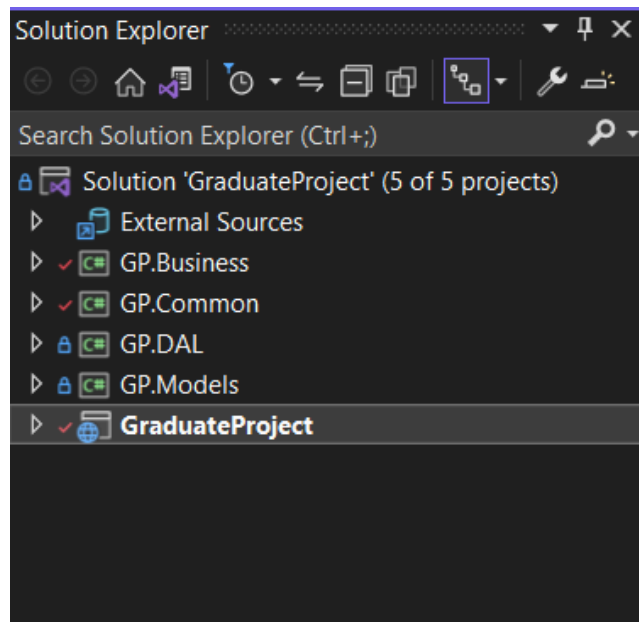 Solution Explorer
Search Solution Explorer (Ctrl+;)
Solution 'GraduateProject' (5 of 5 projects)
External Sources
C# GP.Business
C# GP.Common
C# GP.DAL
C# GP.Models
GraduateProject